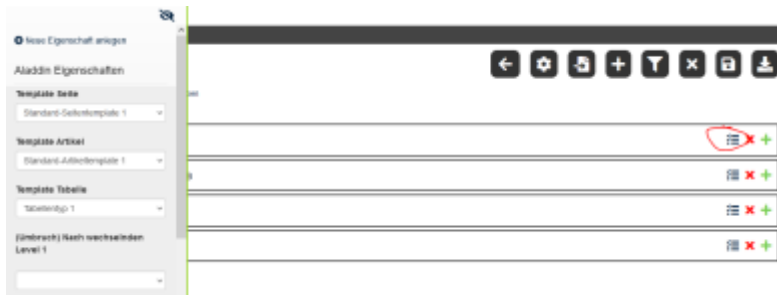 Neue Eigenschaft anlegen
Aladdin Eigenschaften
Template Seite
Standard-Seitentemplate 1
Template Artikel
Standard-Artikeltemplate 1
Template Tabelle
Tabellentyp 1
(Umbruch) Nach wechselnden
Level 1